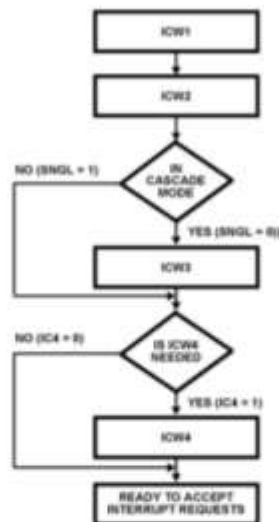 ICW1
ICW2
IN
CASCADE
MODE
NO (SNGL = 1)
YES (SNGL = 0)
ICW3
IS ICW4
NEEDED
NO (IC4 = 0)
YES (IC4 = 1)
ICW4
READY TO ACCEPT
INTERRUPT REQUESTS